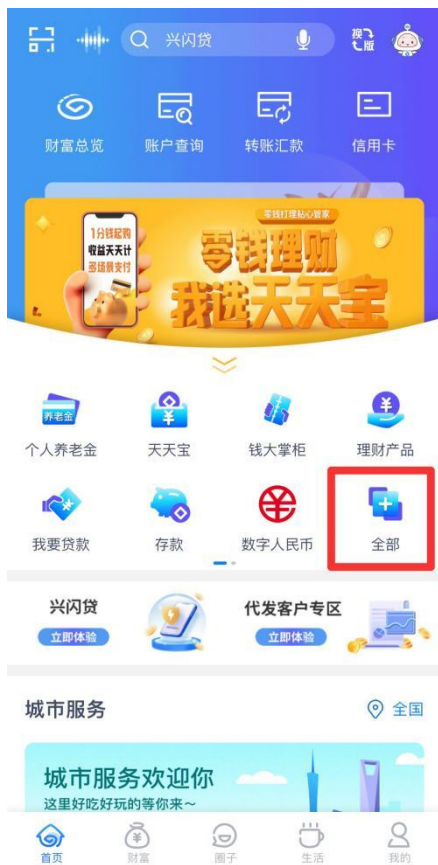 兴闪贷
换
版
财富总览
账户查询
转账汇款
信用卡
零钱打理贴心管家
1分钱起购
收益天天计
多场景支付
零钱理财
我选天天宝
养老金
个人养老金
天天宝
钱大掌柜
理财产品
我要贷款
存款
数字人民币
全部
兴闪贷
立即体验
代发客户专区
立即体验
城市服务
全国
城市服务欢迎你
这里好吃好玩的等你来~
首页
财富
圈子
生活
我的